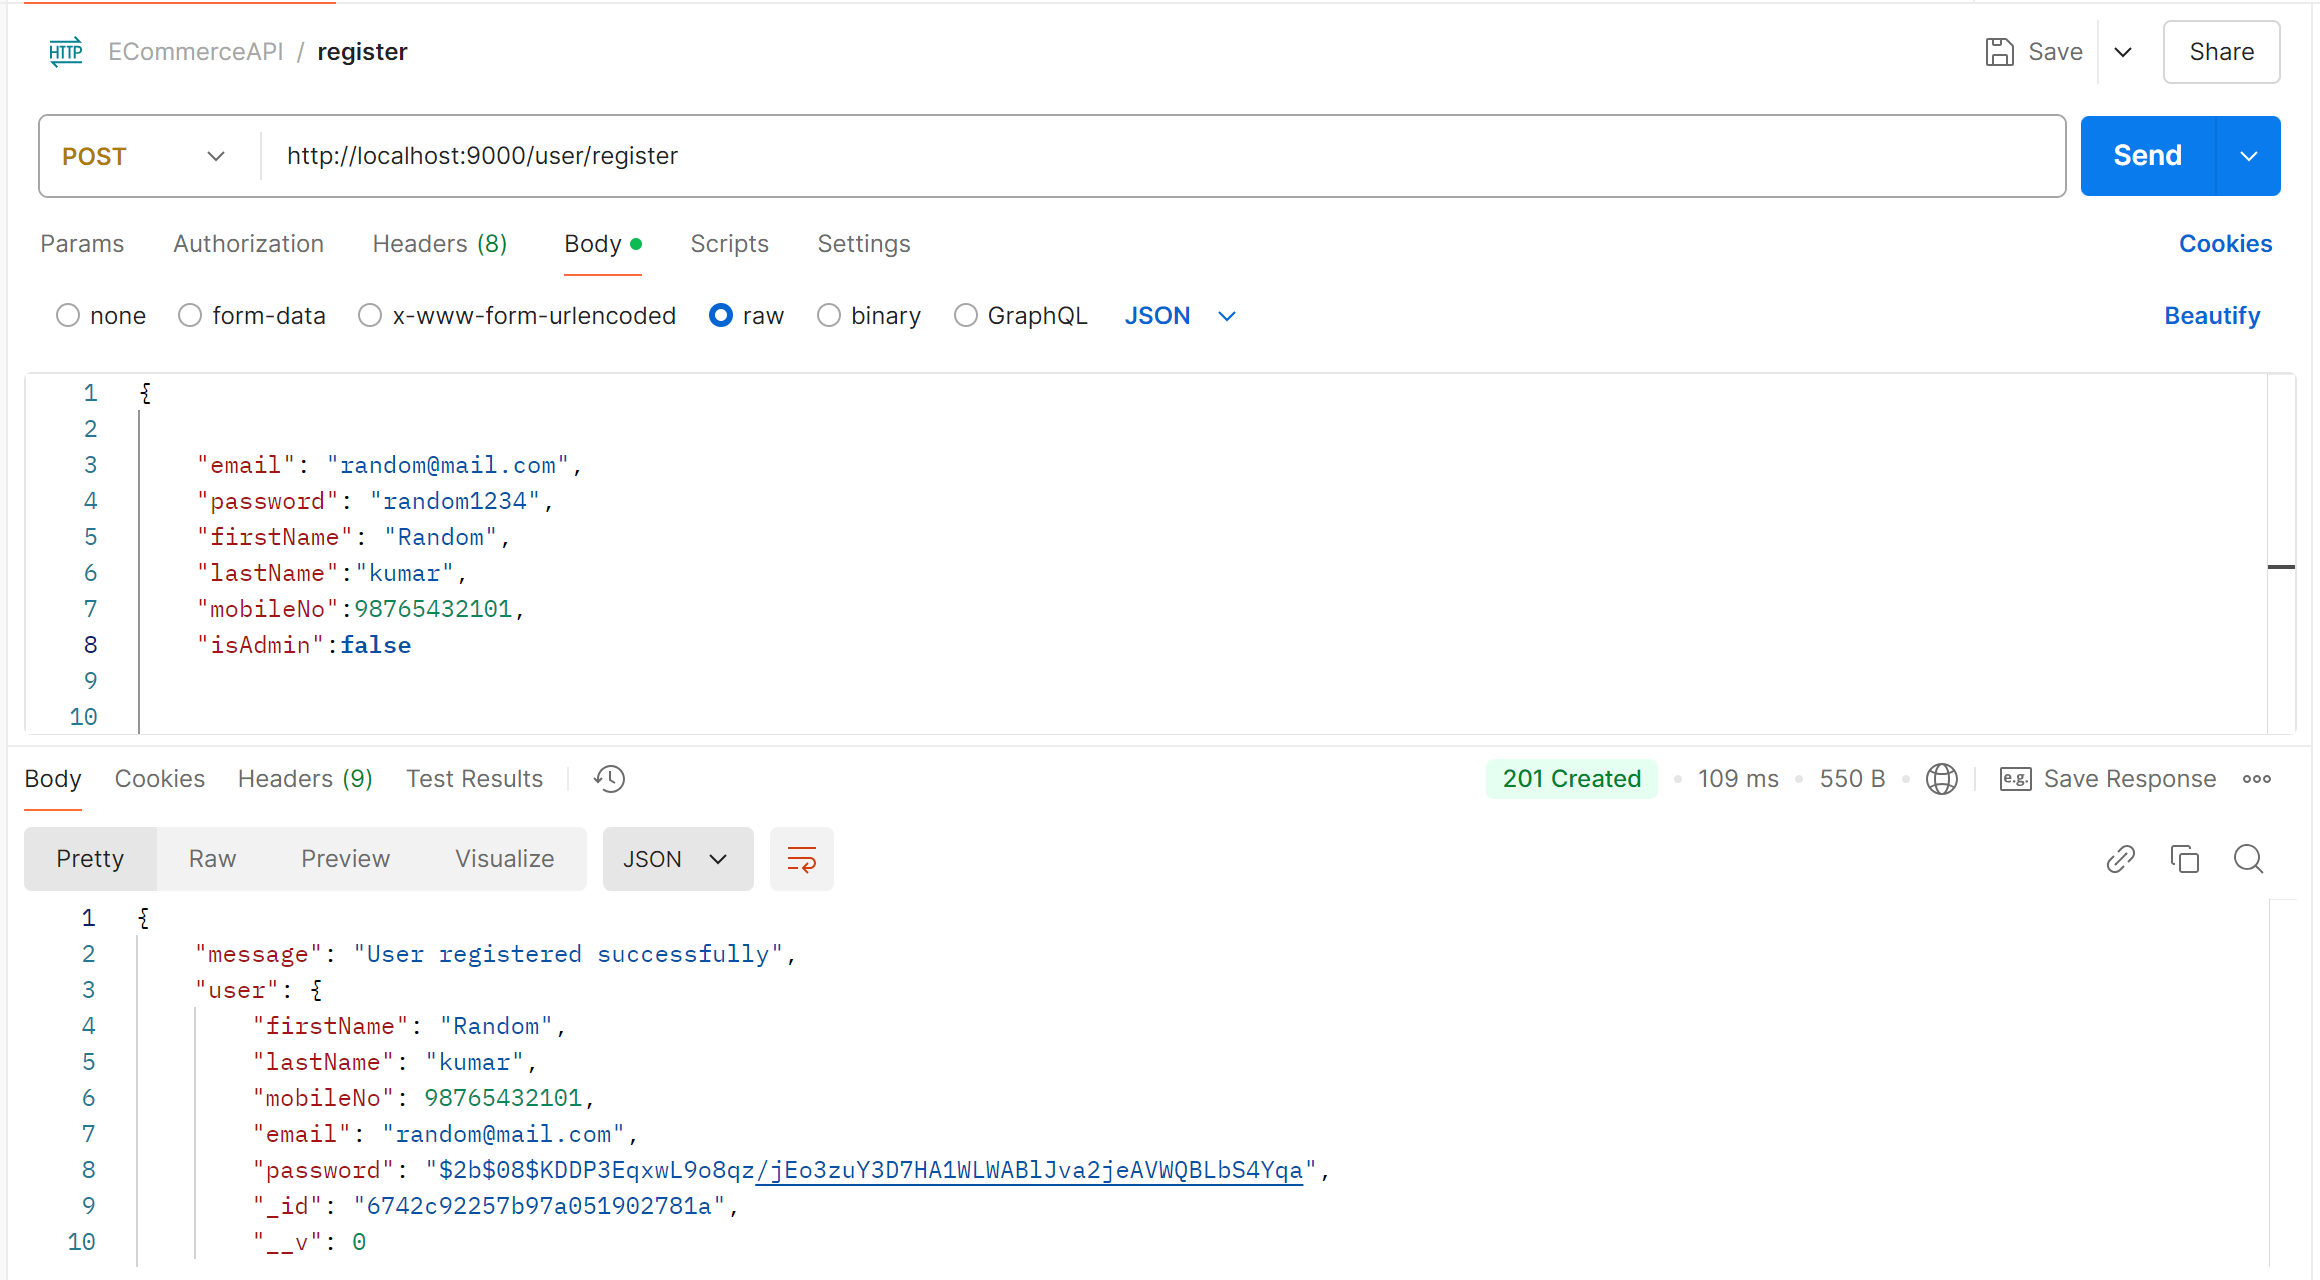 HTTP ECommerceAPI / register Save Share
POST http://localhost:9000/user/register Send
Params Authorization Headers (8) Body Scripts Settings Cookies
none form-data x-www-form-urlencoded raw binary GraphQL JSON Beautify
1 {
2
3 "email": "random@mail.com",
4 "password": "random1234",
5 "firstName": "Random",
6 "lastName":"kumar",
7 "mobileNo":98765432101,
8 "isAdmin":false
9
10
Body Cookies Headers (9) Test Results 201 Created • 109 ms • 550 B • e.g. Save Response
Pretty Raw Preview Visualize JSON
1 {
2 "message": "User registered successfully",
3 "user": {
4 "firstName": "Random",
5 "lastName": "kumar",
6 "mobileNo": 98765432101,
7 "email": "random@mail.com",
8 "password": "$2b$08$KDDP3EqxwL9o8qz/jEo3zuY3D7HA1WLWABlJva2jeAVWQBLbS4Yqa",
9 "_id": "6742c92257b97a051902781a",
10 "__v": 0